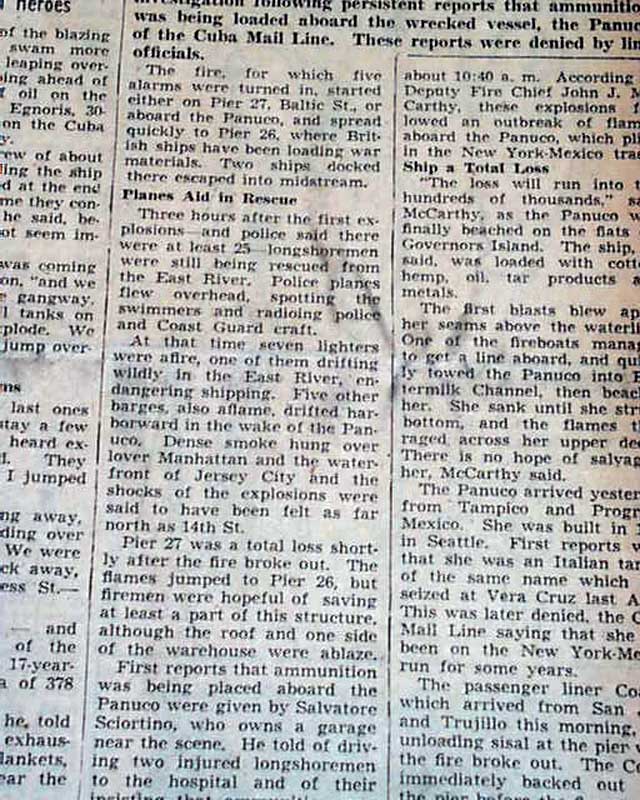 Heroes
of the blazing
swam more
leaping over-
ing ahead of
f oil on the
Egnoris, 30-
on the Cuba
y.
rew of about
ling the ship
d at the end
me they con-
he said, be-
ot seem im-
was coming
on, "and we
e gangway.
l tanks on
xplode. We
jump over-
ms
last ones
stay a few
heard ex-
d. They
I jumped
ng away,
ding over
We were
ck away,
ess St.—
— and
of the
17-year-
a of 378
he, told
exhaus-
lankets,
ear the
investigation following persistent reports that ammunitio
was being loaded aboard the wrecked vessel, the Panuc
of the Cuba Mail Line. These reports were denied by lin
officials.
The fire, for which five
alarms were turned in, started
either on Pier 27, Baltic St., or
aboard the Panuco, and spread
quickly to Pier 26, where Brit-
ish ships have been loading war
materials. Two ships docked
there escaped into midstream.
Planes Aid in Rescue
Three hours after the first ex-
plosions—and police said there
were at least 25—longshoremen
were still being rescued from
the East River. Police planes
flew overhead, spotting the
swimmers and radioing police
and Coast Guard craft.
At that time seven lighters
were afire, one of them drifting
wildly in the East River, en-
dangering shipping. Five other
barges, also aflame, drifted har-
borward in the wake of the Pan-
uco. Dense smoke hung over
lower Manhattan and the water-
front of Jersey City and the
shocks of the explosions were
said to have been felt as far
north as 14th St.
Pier 27 was a total loss short-
ly after the fire broke out. The
flames jumped to Pier 26, but
firemen were hopeful of saving
at least a part of this structure,
although the roof and one side
of the warehouse were ablaze.
First reports that ammunition
was being placed aboard the
Panuco were given by Salvatore
Sciortino, who owns a garage
near the scene. He told of driv-
ing two injured longshoremen
to the hospital and of their
insisting that
about 10:40 a. m. According
Deputy Fire Chief John J. M
Carthy, these explosions
lowed an outbreak of flam
aboard the Panuco, which pli
in the New York-Mexico tra
Ship a Total Loss
"The loss will run into t
hundreds of thousands," sa
McCarthy, as the Panuco w
finally beached on the flats
Governors Island. The ship,
said, was loaded with cott
hemp, oil, tar products a
metals.
The first blasts blew ap
her seams above the waterli
One of the fireboats manag
to get a line aboard, and qui
ly towed the Panuco into B
termilk Channel, then beac
her. She sank until she str
bottom, and the flames t
raged across her upper dec
There is no hope of salvag
her, McCarthy said.
The Panuco arrived yester
from Tampico and Progr
Mexico. She was built in 1
in Seattle. First reports w
that she was an Italian tan
of the same name which
seized at Vera Cruz last A
This was later denied, the C
Mail Line saying that she
been on the New York-Me
run for some years.
The passenger liner Co
which arrived from San
and Trujillo this morning,
unloading sisal at the pier w
the fire broke out. The Co
immediately backed out
the pier before the